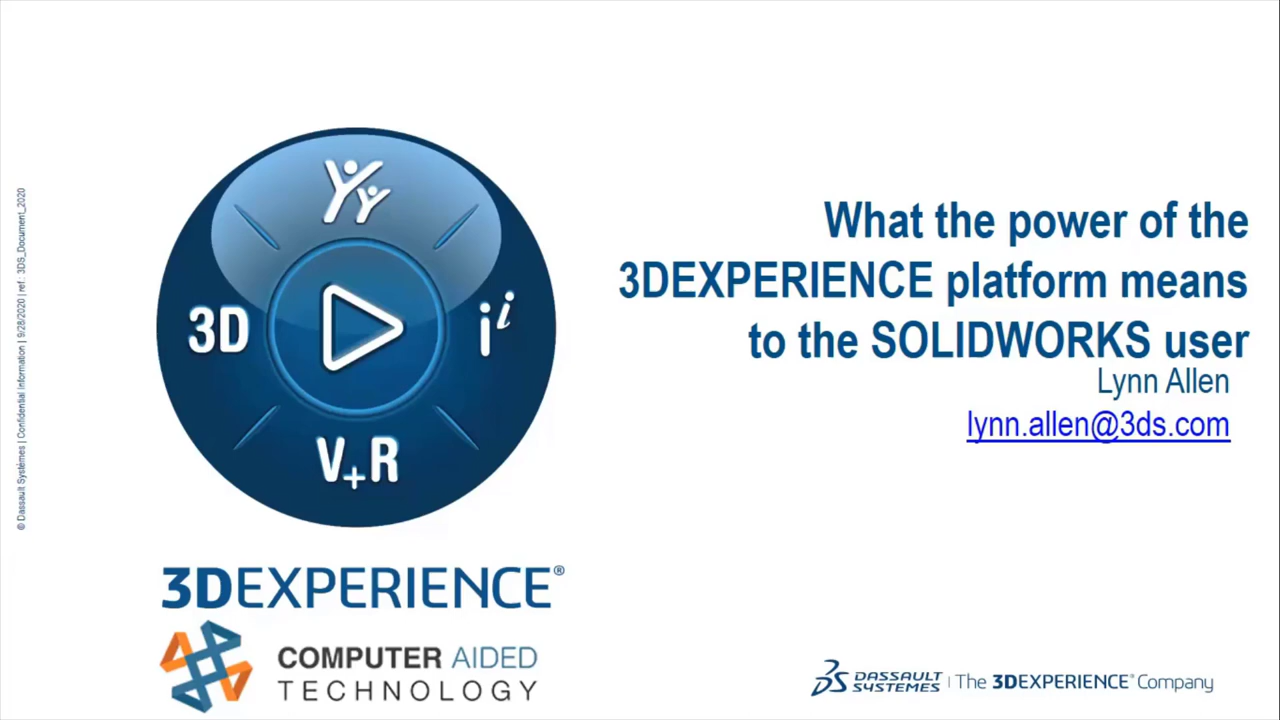 © Dassault Systèmes | Confidential Information | 9/28/2020 | ref.: 3DS_Document_2020
3D
i i
V+R
3DEXPERIENCE®
COMPUTER AIDED
TECHNOLOGY
What the power of the
3DEXPERIENCE platform means
to the SOLIDWORKS user
Lynn Allen
lynn.allen@3ds.com
DASSAULT
SYSTEMES | The 3DEXPERIENCE® Company